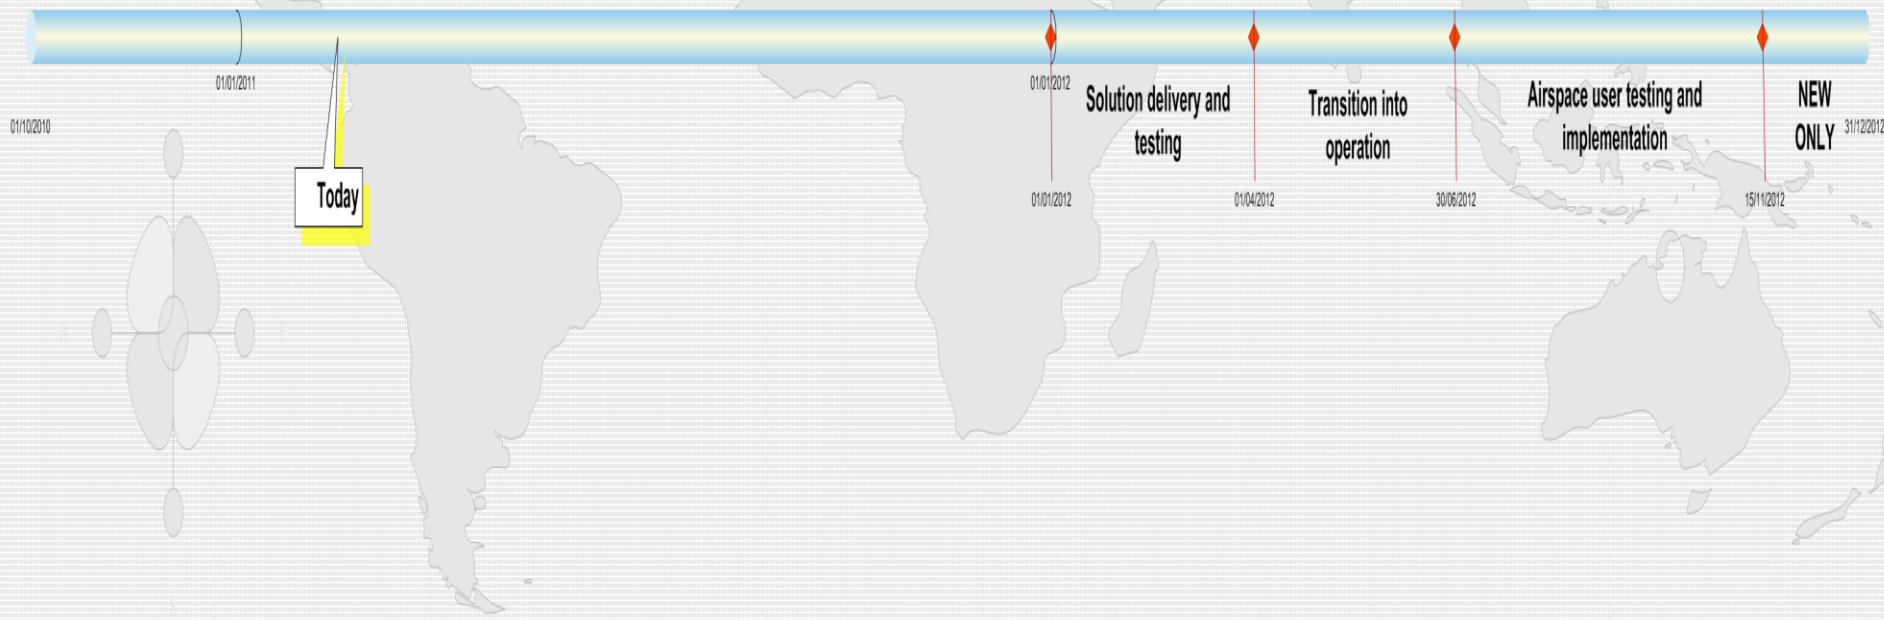 01/01/2011
01/01/2012
01/10/2010
Solution delivery and
testing
Transition into
operation
Airspace user testing and
implementation
NEW
ONLY
31/12/2012
Today
01/01/2012
01/04/2012
30/06/2012
15/11/2012
S